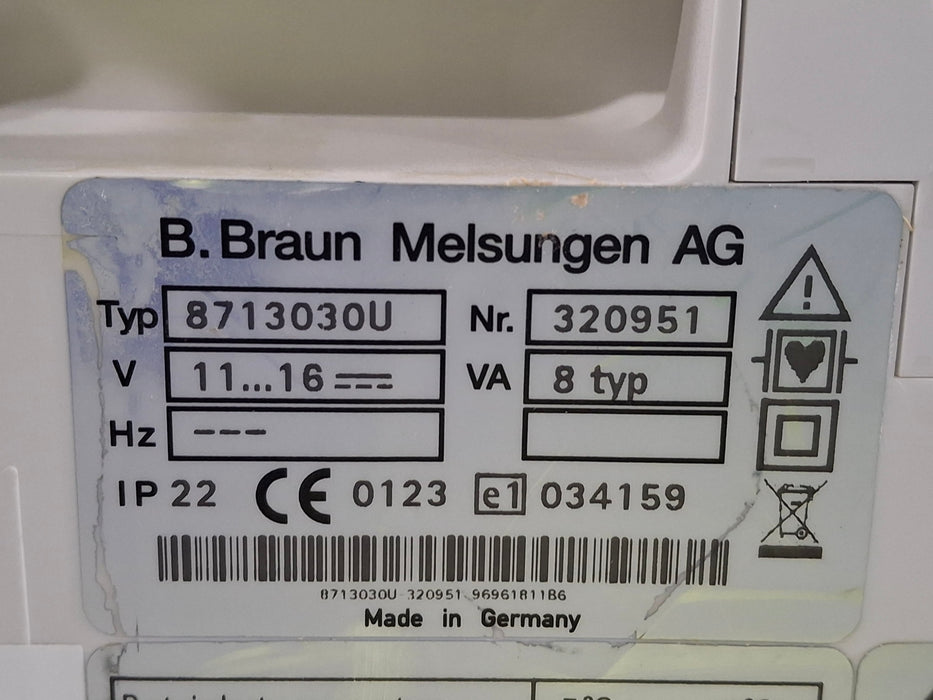 B. Braun Melsungen AG
Typ 8713030U Nr. 320951
V 11...16 VA 8 typ
Hz ---
IP 22 CE 0123 e1 034159
8713030U 320951 96961811B6
Made in Germany